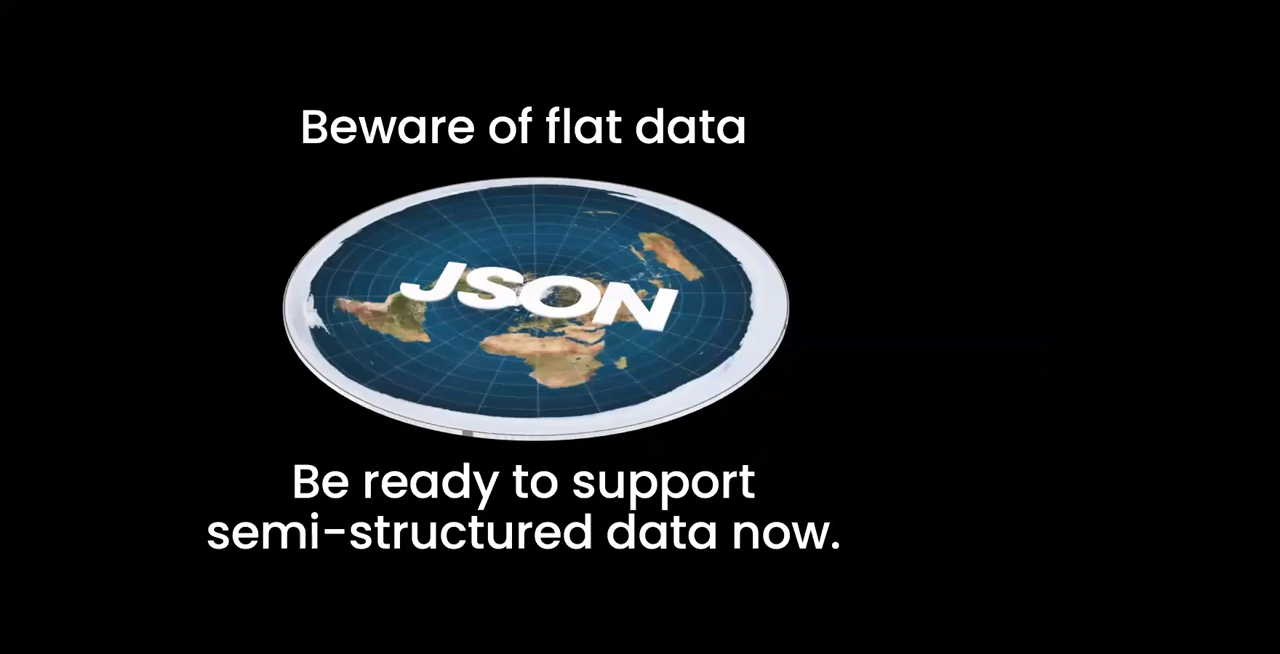 Beware of flat data
JSON
Be ready to support
semi-structured data now.